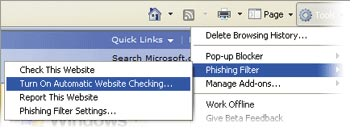 Page
Tools
Quick Links
Search Microsoft.c
Delete Browsing History...
Pop-up Blocker
Phishing Filter
Manage Add-ons...
Work Offline
Give Beta Feedback
Check This Website
Turn On Automatic Website Checking...
Report This Website
Phishing Filter Settings...
Windows